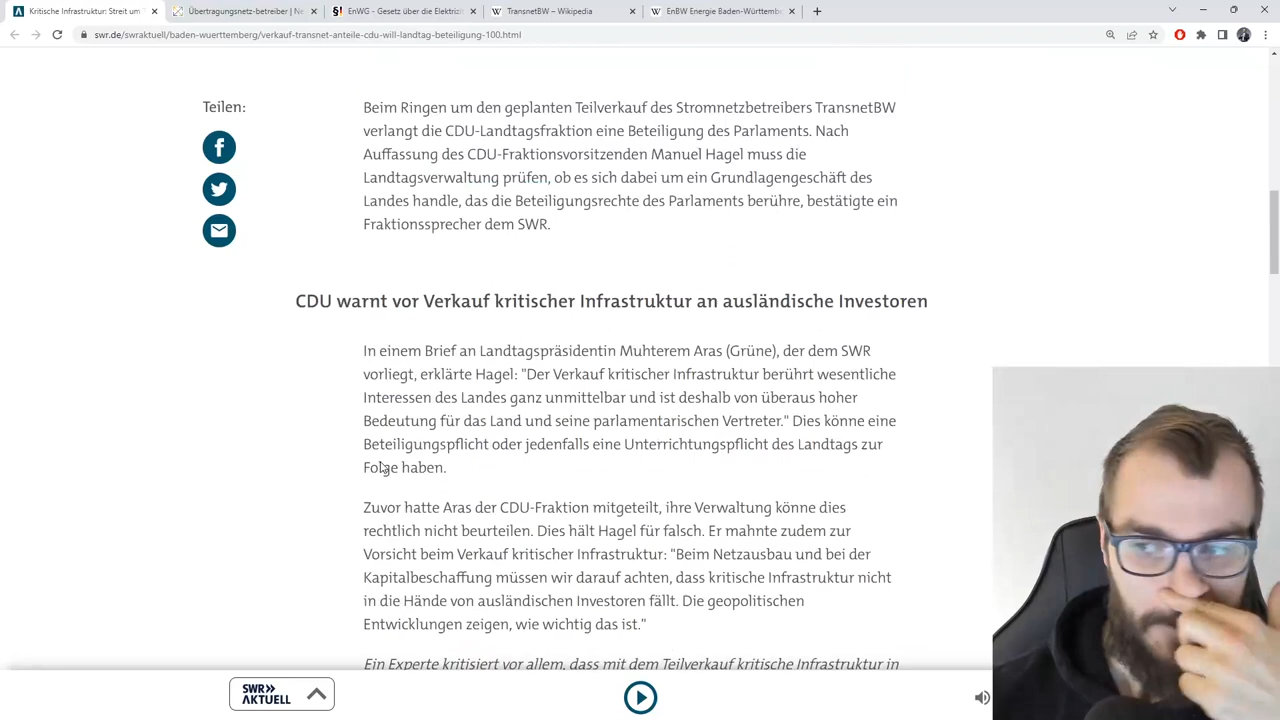 Kritische Infrastruktur: Streit um T
Übertragungsnetz-betreiber | Ne
EnWG - Gesetz über die Elektrizi
TransnetBW – Wikipedia
EnBW Energie Baden-Württemb
swr.de/swraktuell/baden-wuerttemberg/verkauf-transnet-anteile-cdu-will-landtag-beteiligung-100.html
Teilen:
Beim Ringen um den geplanten Teilverkauf des Stromnetzbetreibers TransnetBW
verlangt die CDU-Landtagsfraktion eine Beteiligung des Parlaments. Nach
Auffassung des CDU-Fraktionsvorsitzenden Manuel Hagel muss die
Landtagsverwaltung prüfen, ob es sich dabei um ein Grundlagengeschäft des
Landes handle, das die Beteiligungsrechte des Parlaments berühre, bestätigte ein
Fraktionssprecher dem SWR.
CDU warnt vor Verkauf kritischer Infrastruktur an ausländische Investoren
In einem Brief an Landtagspräsidentin Muhterem Aras (Grüne), der dem SWR
vorliegt, erklärte Hagel: "Der Verkauf kritischer Infrastruktur berührt wesentliche
Interessen des Landes ganz unmittelbar und ist deshalb von überaus hoher
Bedeutung für das Land und seine parlamentarischen Vertreter." Dies könne eine
Beteiligungspflicht oder jedenfalls eine Unterrichtungspflicht des Landtags zur
Folge haben.
Zuvor hatte Aras der CDU-Fraktion mitgeteilt, ihre Verwaltung könne dies
rechtlich nicht beurteilen. Dies hält Hagel für falsch. Er mahnte zudem zur
Vorsicht beim Verkauf kritischer Infrastruktur: "Beim Netzausbau und bei der
Kapitalbeschaffung müssen wir darauf achten, dass kritische Infrastruktur nicht
in die Hände von ausländischen Investoren fällt. Die geopolitischen
Entwicklungen zeigen, wie wichtig das ist."
Ein Experte kritisiert vor allem, dass mit dem Teilverkauf kritische Infrastruktur in
SWR»
AKTUELL